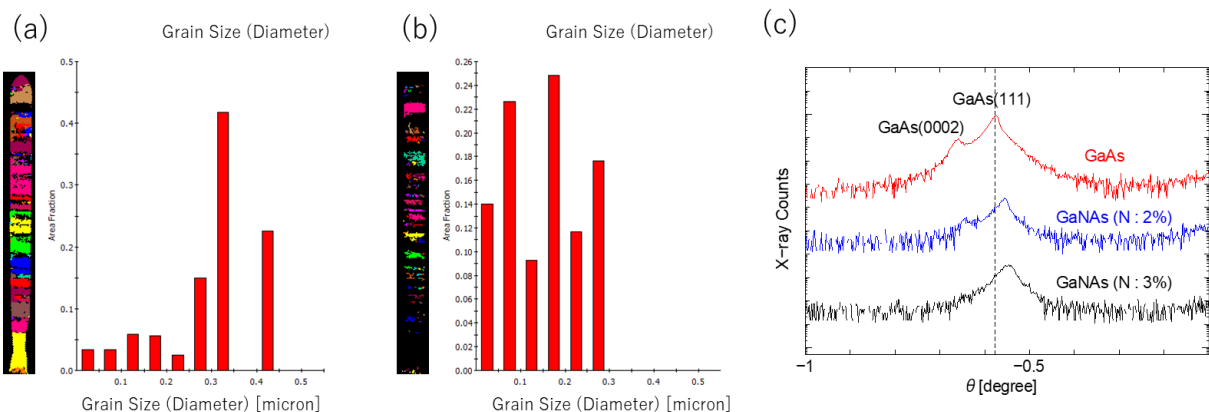 (a)
Grain Size (Diameter)
0.5
0.4
0.3
0.2
0.1
0.0
Area Fraction
0.1 0.2 0.3 0.4 0.5
Grain Size (Diameter) [micron]
(b)
Grain Size (Diameter)
0.26
0.24
0.22
0.20
0.18
0.16
0.14
0.12
0.10
0.08
0.06
0.04
0.02
0.00
Area Fraction
0.1 0.2 0.3 0.4 0.5
Grain Size (Diameter) [micron]
(c)
GaAs(111)
GaAs(0002)
GaAs
GaNAs (N : 2%)
GaNAs (N : 3%)
X-ray Counts
−1 −0.5
θ [degree]